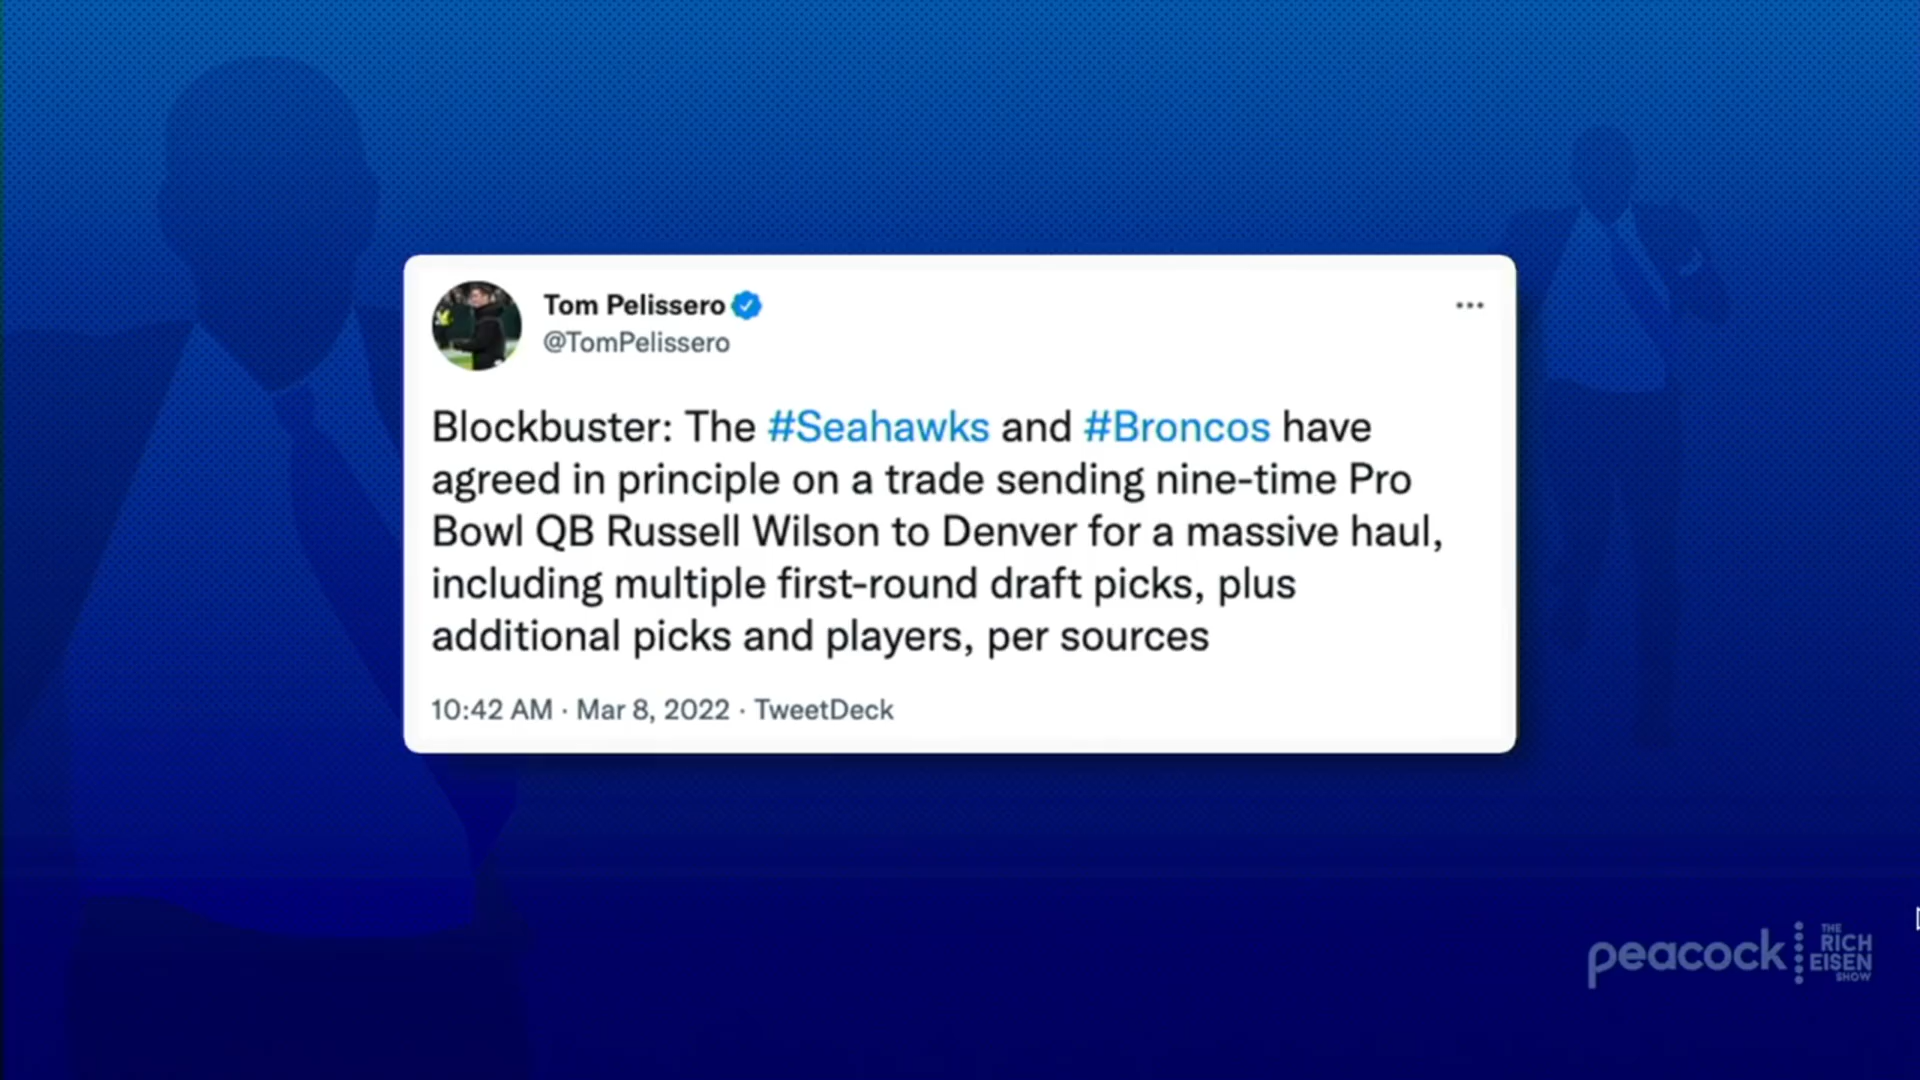 Tom Pelissero
@TomPelissero
Blockbuster: The #Seahawks and #Broncos have
agreed in principle on a trade sending nine-time Pro
Bowl QB Russell Wilson to Denver for a massive haul,
including multiple first-round draft picks, plus
additional picks and players, per sources
10:42 AM · Mar 8, 2022 · TweetDeck
peacock
THE
RICH
EISEN
SHOW